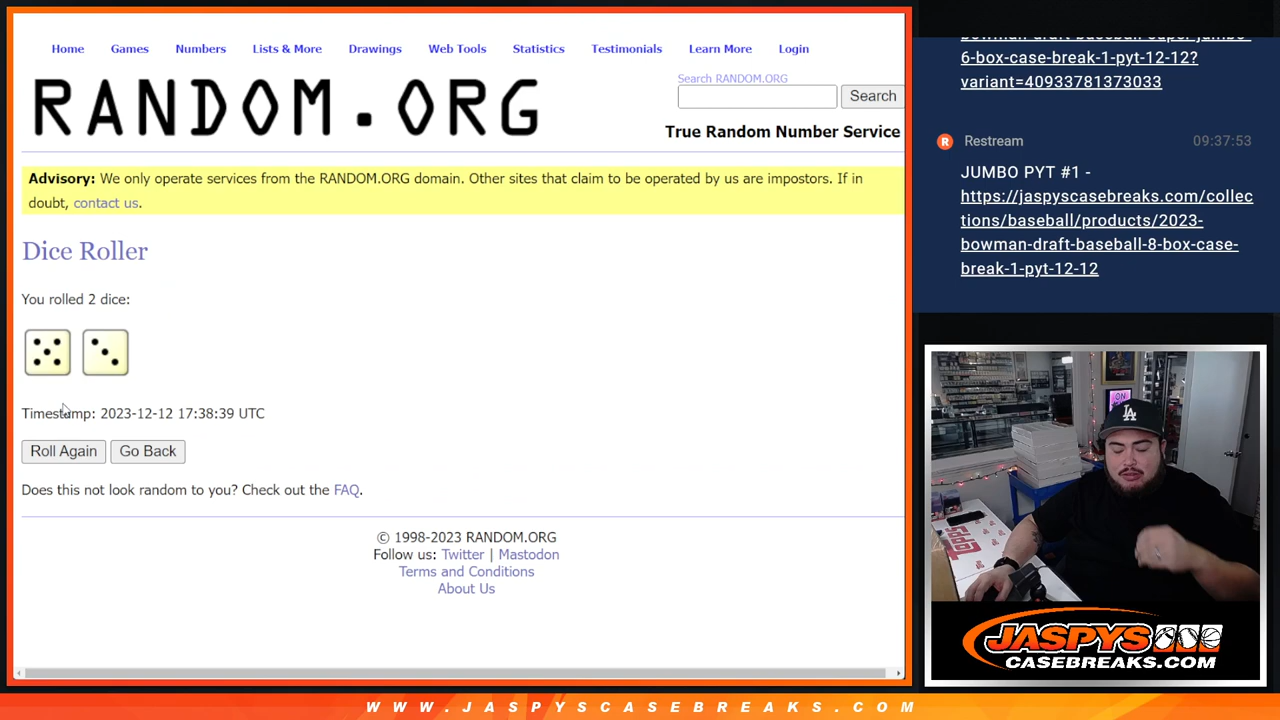 Home Games Numbers Lists & More Drawings Web Tools Statistics Testimonials Learn More Login
RANDOM.ORG
Search RANDOM.ORG
Search
True Random Number Service
Advisory: We only operate services from the RANDOM.ORG domain. Other sites that claim to be operated by us are impostors. If in
doubt, contact us.
Dice Roller
You rolled 2 dice:
Timestamp: 2023-12-12 17:38:39 UTC
Roll Again Go Back
Does this not look random to you? Check out the FAQ.
© 1998-2023 RANDOM.ORG
Follow us: Twitter | Mastodon
Terms and Conditions
About Us
bowman-draft-baseball-super-jumbo-
6-box-case-break-1-pyt-12-12?
variant=40933781373033
R Restream 09:37:53
JUMBO PYT #1 -
https://jaspyscasebreaks.com/collec
tions/baseball/products/2023-
bowman-draft-baseball-8-box-case-
break-1-pyt-12-12
LA
TOPPS
JASPYS
CASEBREAKS.COM
WWW.JASPYSCASEBREAKS.COM